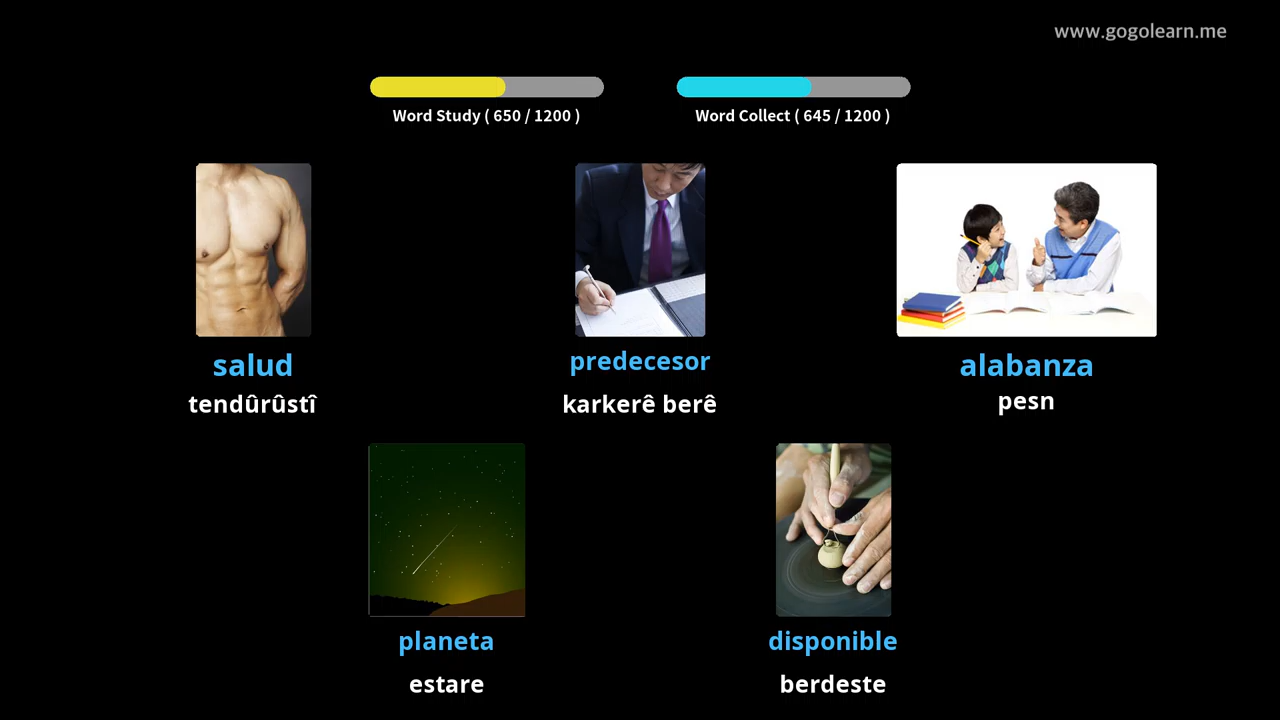 www.gogolearn.me
Word Study ( 650 / 1200 )
Word Collect ( 645 / 1200 )
salud
predecesor
alabanza
tendûrûstî
karkerê berê
pesn
planeta
disponible
estare
berdeste